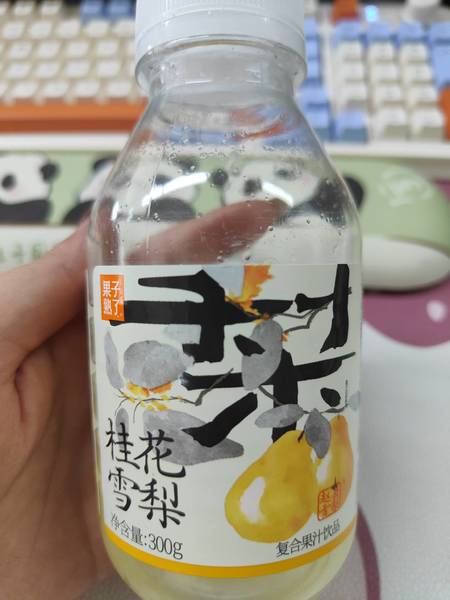 果子
熟了
梨
桂花
雪梨
净含量:300g
复合果汁饮品